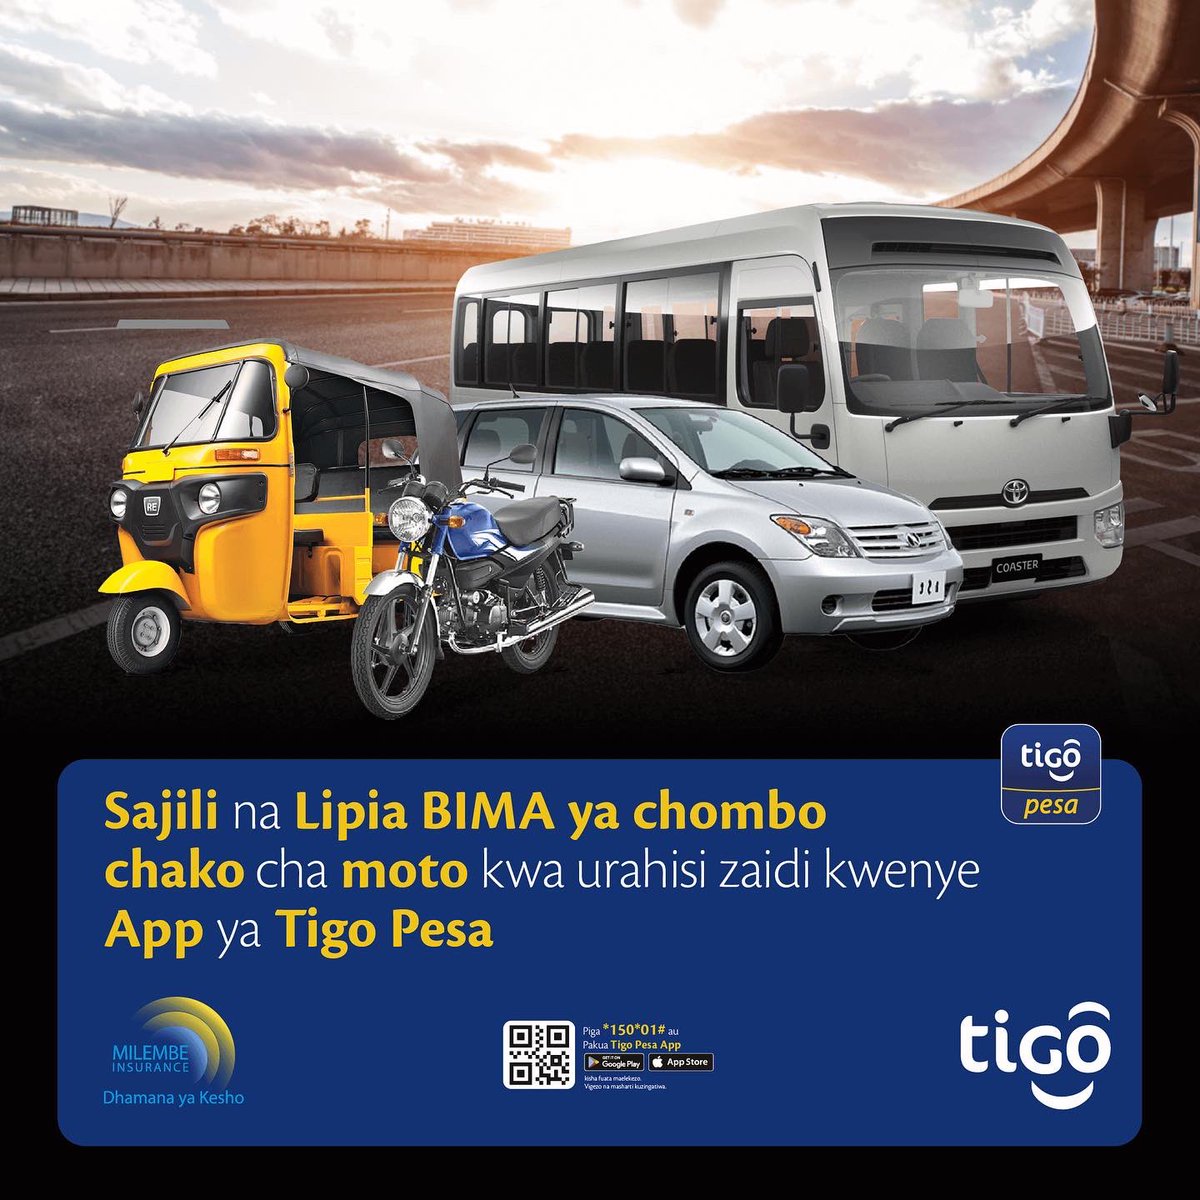 RE
COASTER
tigo
pesa
Sajili na Lipia BIMA ya chombo
chako cha moto kwa urahisi zaidi kwenye
App ya Tigo Pesa
MILEMBE
INSURANCE
Dhamana ya Kesho
Piga *150*01# au
Pakua Tigo Pesa App
GET IT ON
Google Play
App Store
kisha fuata maelekezo.
Vigezo na masharti kuzingatiwa.
tigo